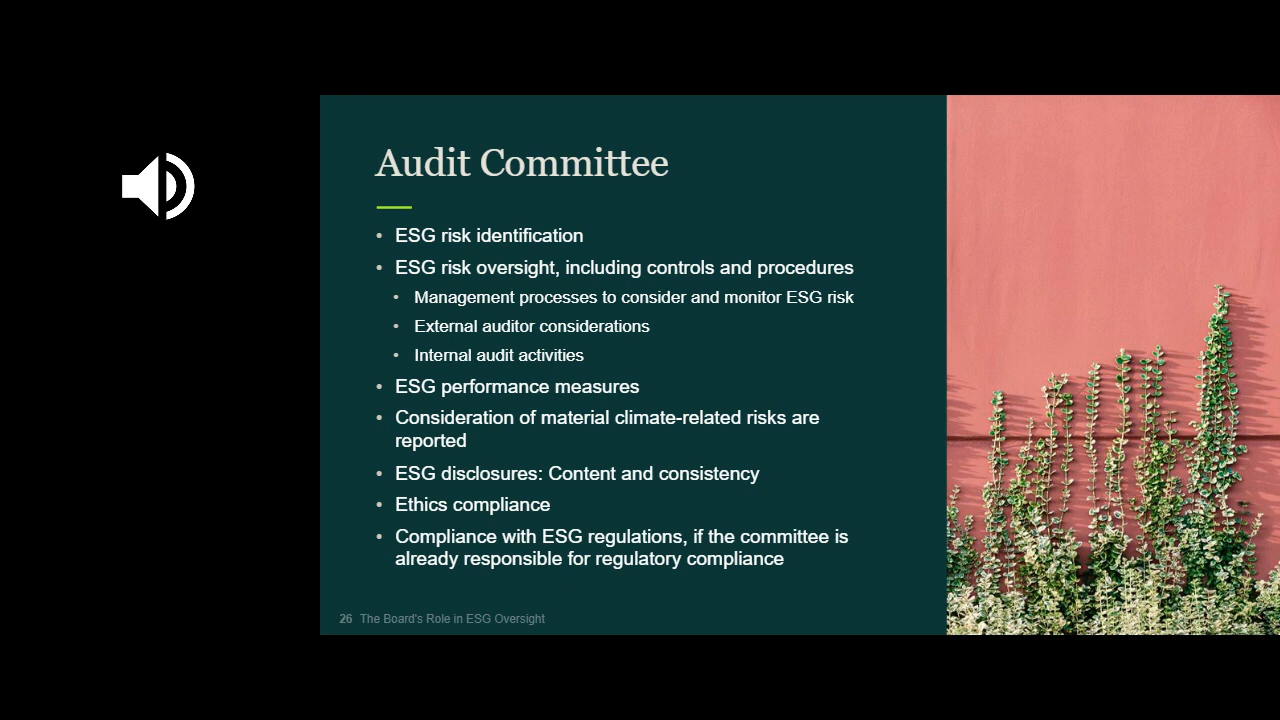 Audit Committee
• ESG risk identification
• ESG risk oversight, including controls and procedures
• Management processes to consider and monitor ESG risk
• External auditor considerations
• Internal audit activities
• ESG performance measures
• Consideration of material climate-related risks are
reported
• ESG disclosures: Content and consistency
• Ethics compliance
• Compliance with ESG regulations, if the committee is
already responsible for regulatory compliance
26 The Board's Role in ESG Oversight